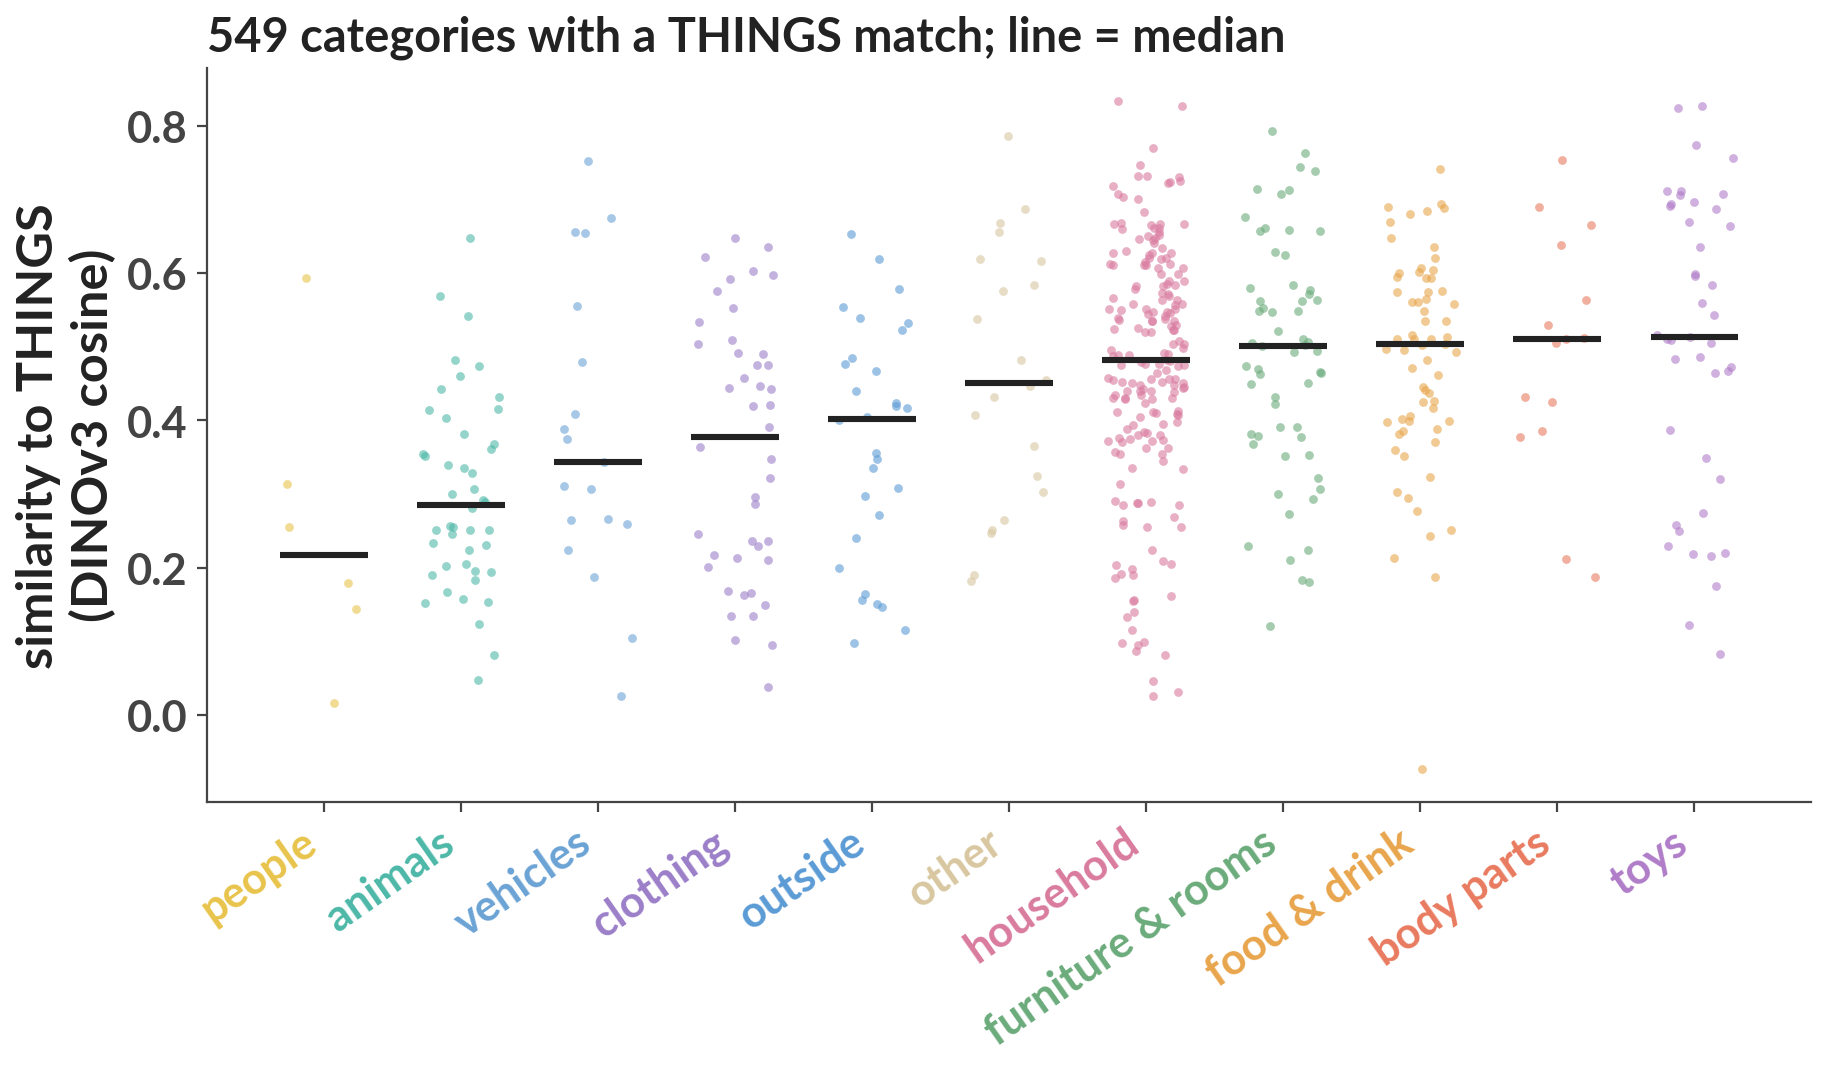 549 categories with a THINGS match; line = median
similarity to THINGS
(DINOv3 cosine)
0.8
0.6
0.4
0.2
0.0
people
animals
vehicles
clothing
outside
other
household
furniture & rooms
food & drink
body parts
toys